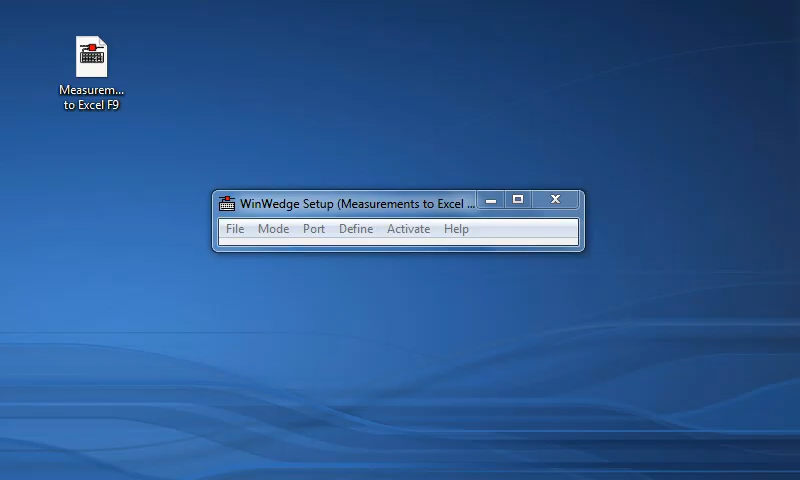 Measurem...
to Excel F9
WinWedge Setup (Measurements to Excel ...
File Mode Port Define Activate Help